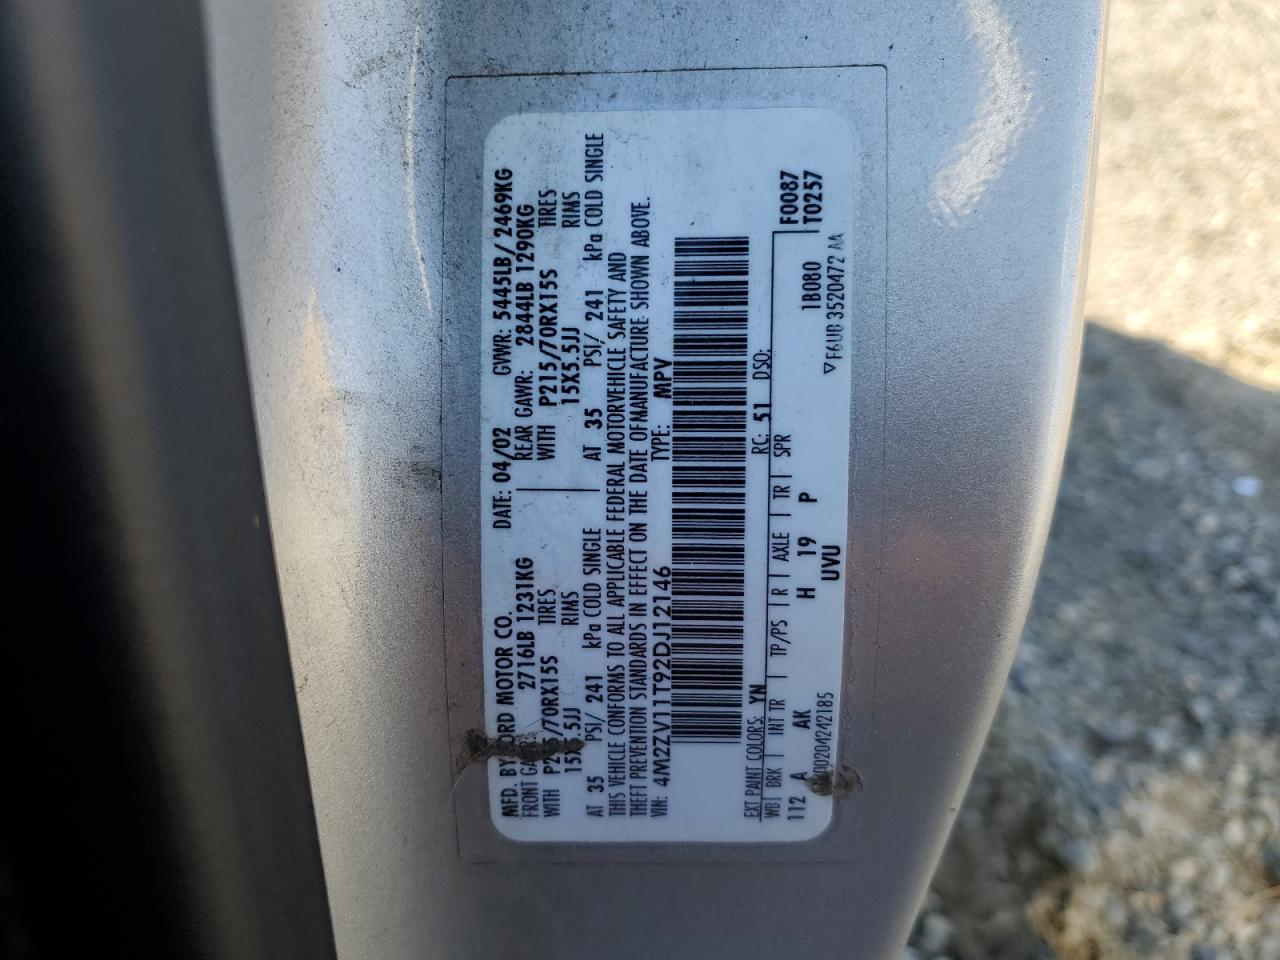 MFD. BY FORD MOTOR CO.
DATE: 04/02 GVWR: 5445LB / 2469KG
FRONT GAWR: 2716LB 1231KG REAR GAWR: 2844LB 1290KG
WITH P215/70RX15S TIRES WITH P215/70RX15S TIRES
15X5.5JJ RIMS 15X5.5JJ RIMS
AT 35 PSI/ 241 kPa COLD SINGLE AT 35 PSI/ 241 kPa COLD SINGLE
THIS VEHICLE CONFORMS TO ALL APPLICABLE FEDERAL MOTORVEHICLE SAFETY AND
THEFT PREVENTION STANDARDS IN EFFECT ON THE DATE OF MANUFACTURE SHOWN ABOVE.
VIN: 4M2ZV11T92DJ12146 TYPE: MPV
EXT PAINT COLORS: YN RC: 51 DSO:
WB BRK INT TR TP/PS R AXLE TR SPR
112 A AK H 19 P 1B080 F0087
UVU T0257
00204242185 ▽F6UB 3520472 AA